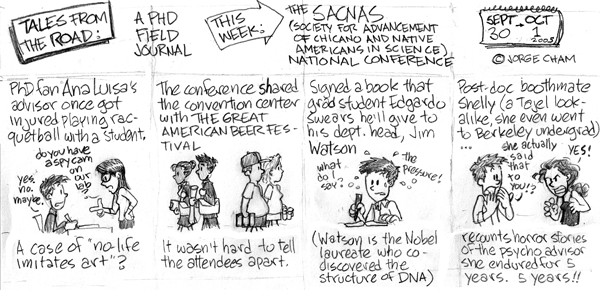 TALES FROM
THE ROAD:
A PHD
FIELD
JOURNAL
THIS
WEEK:
THE SACNAS
(SOCIETY FOR ADVANCEMENT
OF CHICANO AND NATIVE
AMERICANS IN SCIENCE)
NATIONAL CONFERENCE
SEPT. OCT
30 1
2005
© JORGE CHAM
PhD fan Ana Luisa's
advisor once got
injured playing rac-
quetball with a student.
do you have
a spycam
on our
lab?
yes.
no.
maybe.
A case of "no life
imitates art"?
The conference shared
the convention center
with THE GREAT
AMERICAN BEER FES-
TIVAL
It wasn't hard to tell
the attendees apart.
Signed a book that
grad student Edgardo
swears he'll give to
his dept. head, Jim
Watson
what
do I
say?
the
pressure!
(Watson is the Nobel
laureate who co-
discovered the
structure of DNA)
Post-doc boothmate
Shelly (a Tajel look-
alike, she even went
to Berkeley undergrad)
...
she actually
said
that
to
you!?
YES!
recounts horror stories
of the psycho advisor
she endured for 5
years. 5 years!!